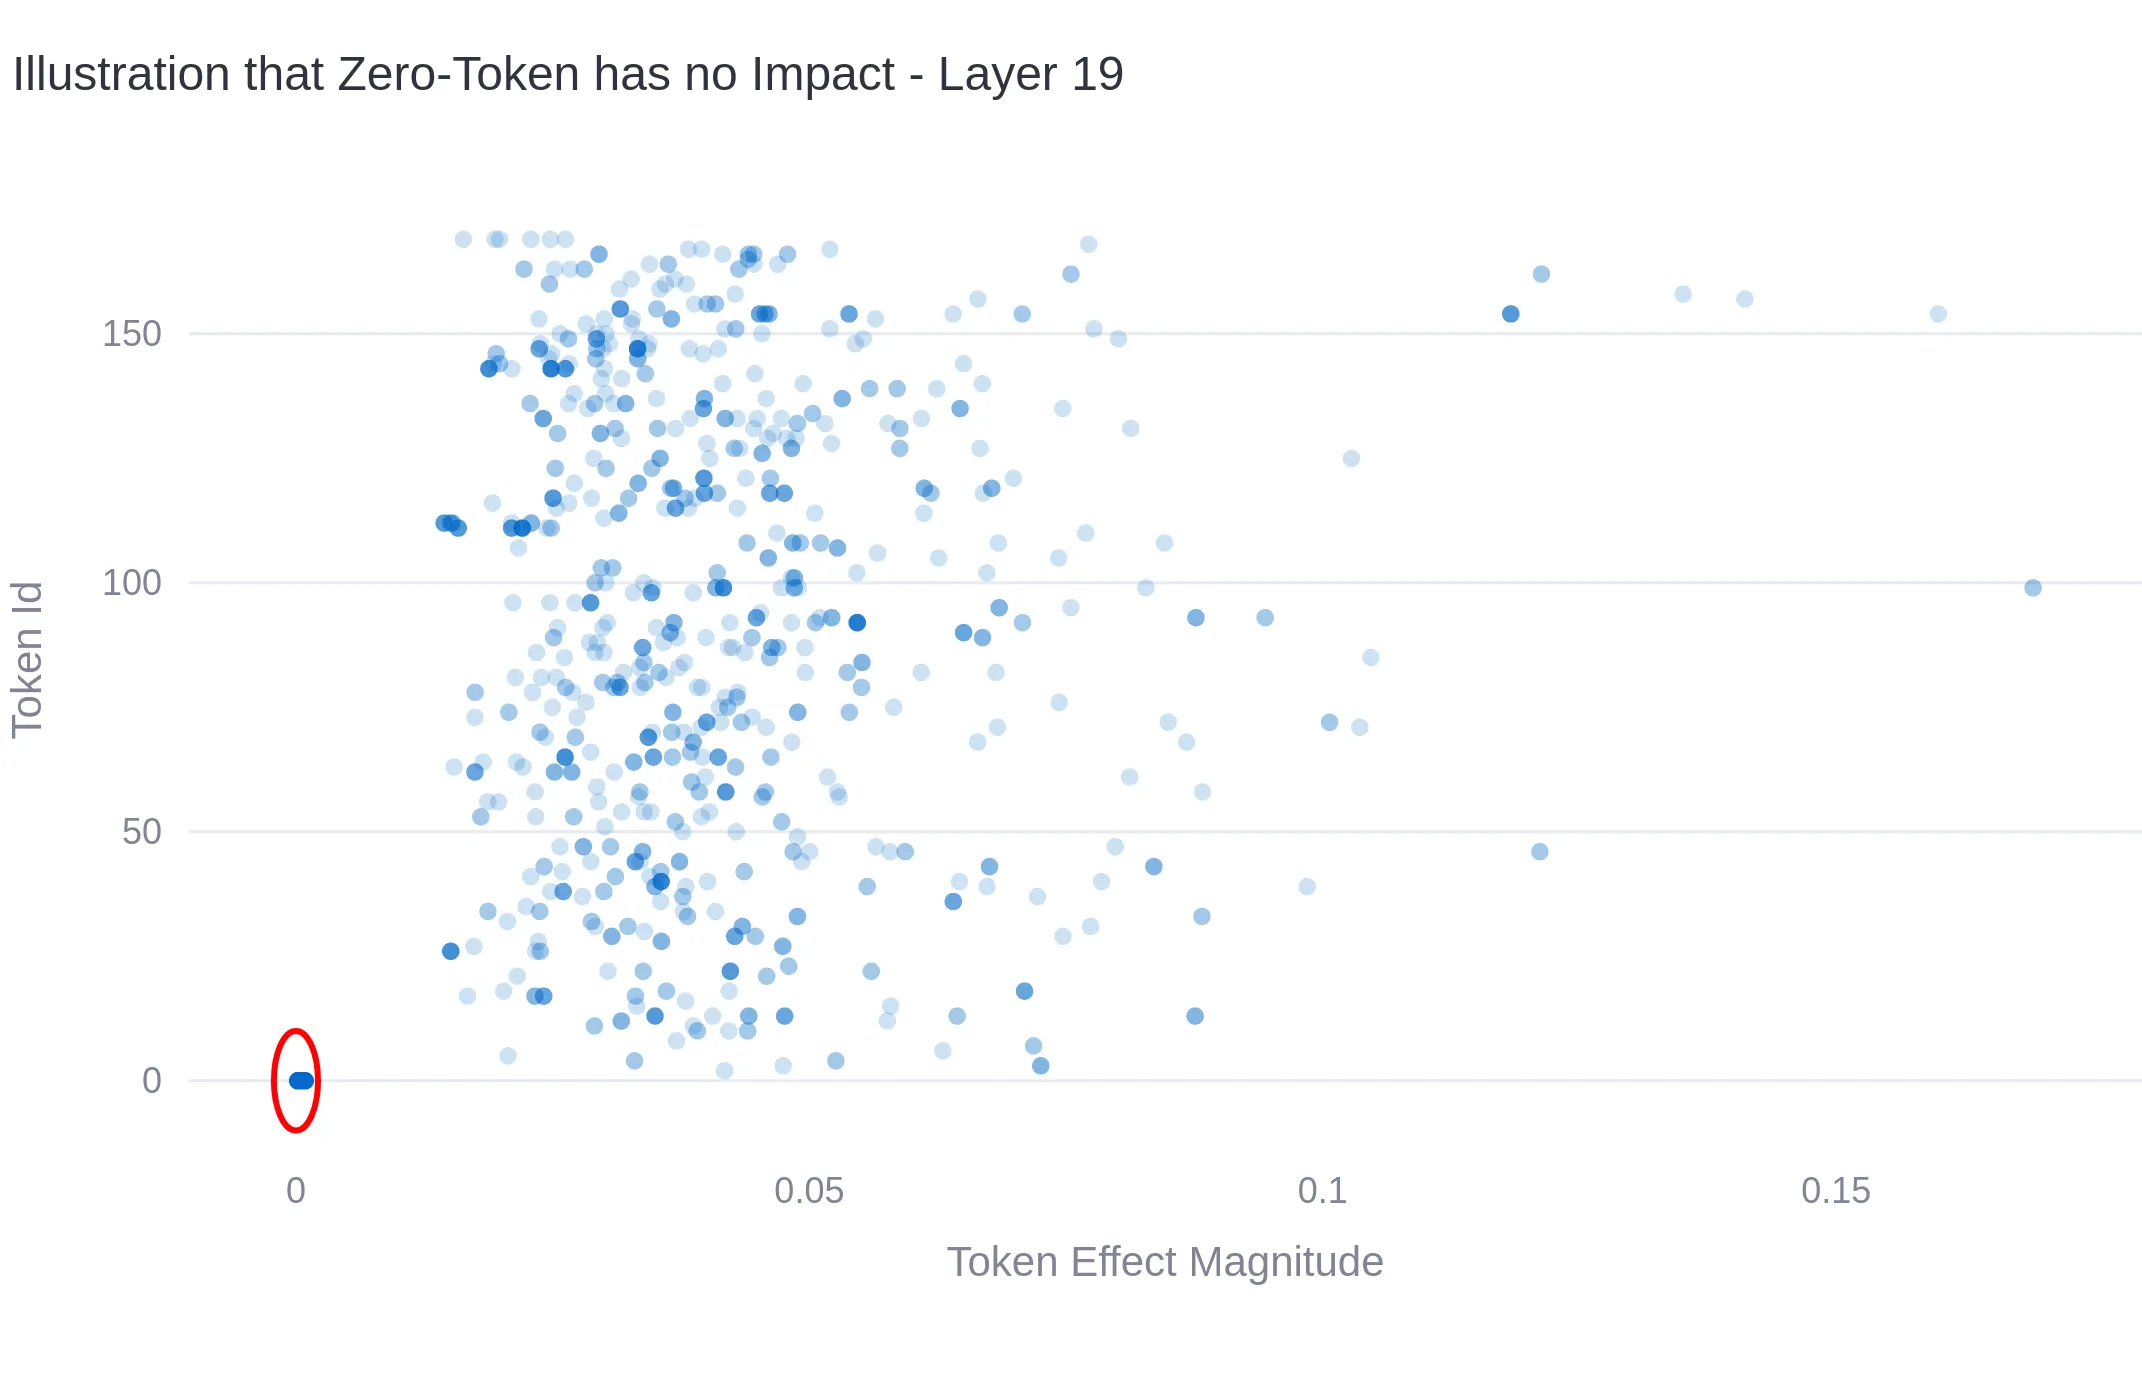 Illustration that Zero-Token has no Impact - Layer 19
150
100
50
0
Token Id
0
0.05
0.1
0.15
Token Effect Magnitude